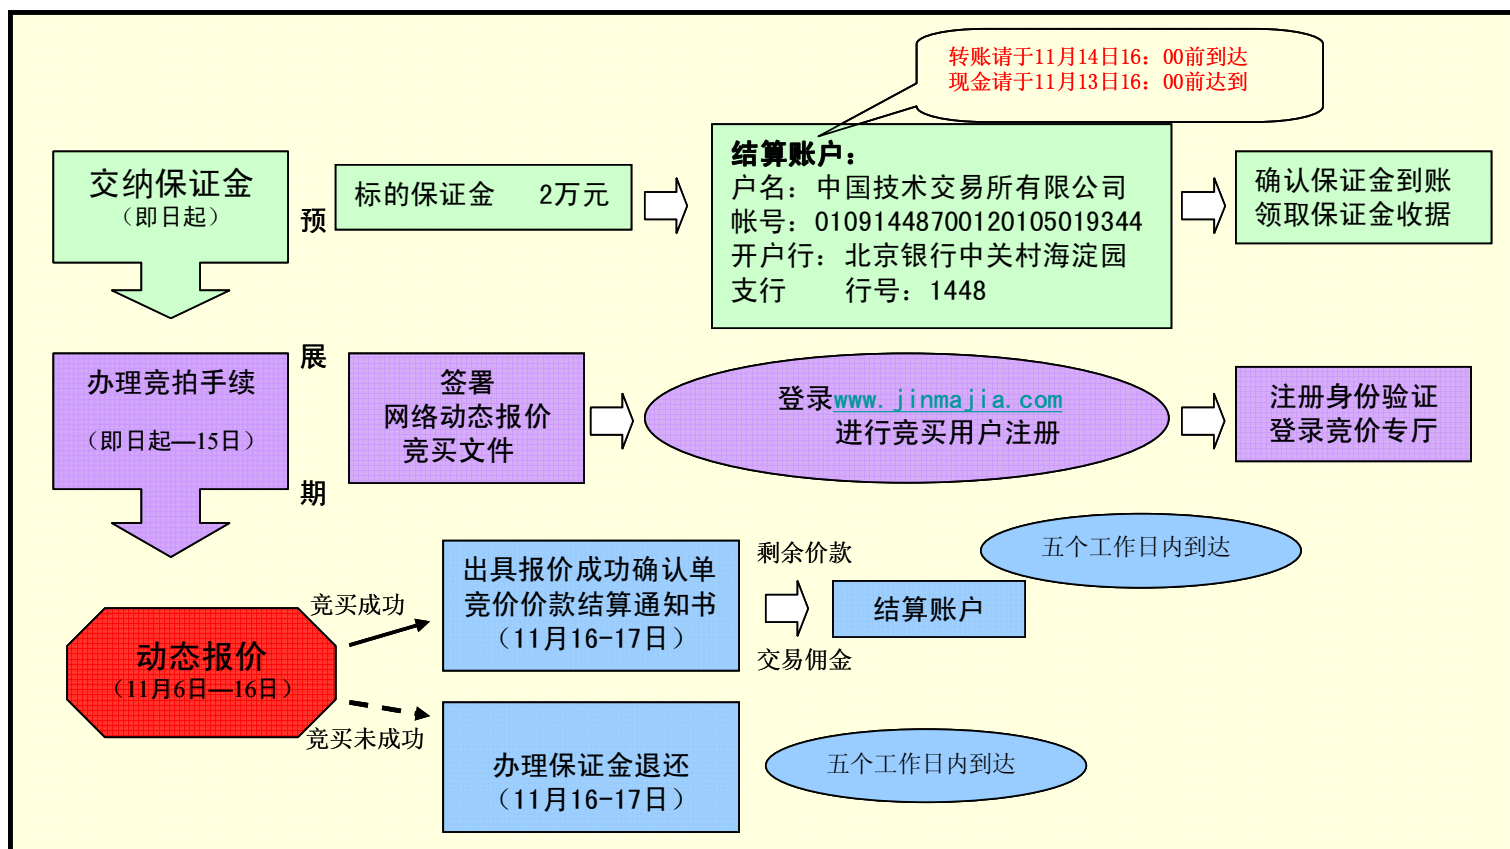 转账请于11月14日16：00前到达
现金请于11月13日16：00前达到
交纳保证金
（即日起）
预
标的保证金 2万元
结算账户：
户名：中国技术交易所有限公司
帐号：01091448700120105019344
开户行：北京银行中关村海淀园
支行 行号：1448
确认保证金到账
领取保证金收据
展
办理竞拍手续
（即日起—15日）
签署
网络动态报价
竞买文件
登录www.jinmajia.com
进行竞买用户注册
注册身份验证
登录竞价专厅
期
动态报价
（11月6日—16日）
竞买成功
出具报价成功确认单
竞价价款结算通知书
（11月16-17日）
剩余价款
交易佣金
结算账户
五个工作日内到达
竞买未成功
办理保证金退还
（11月16-17日）
五个工作日内到达